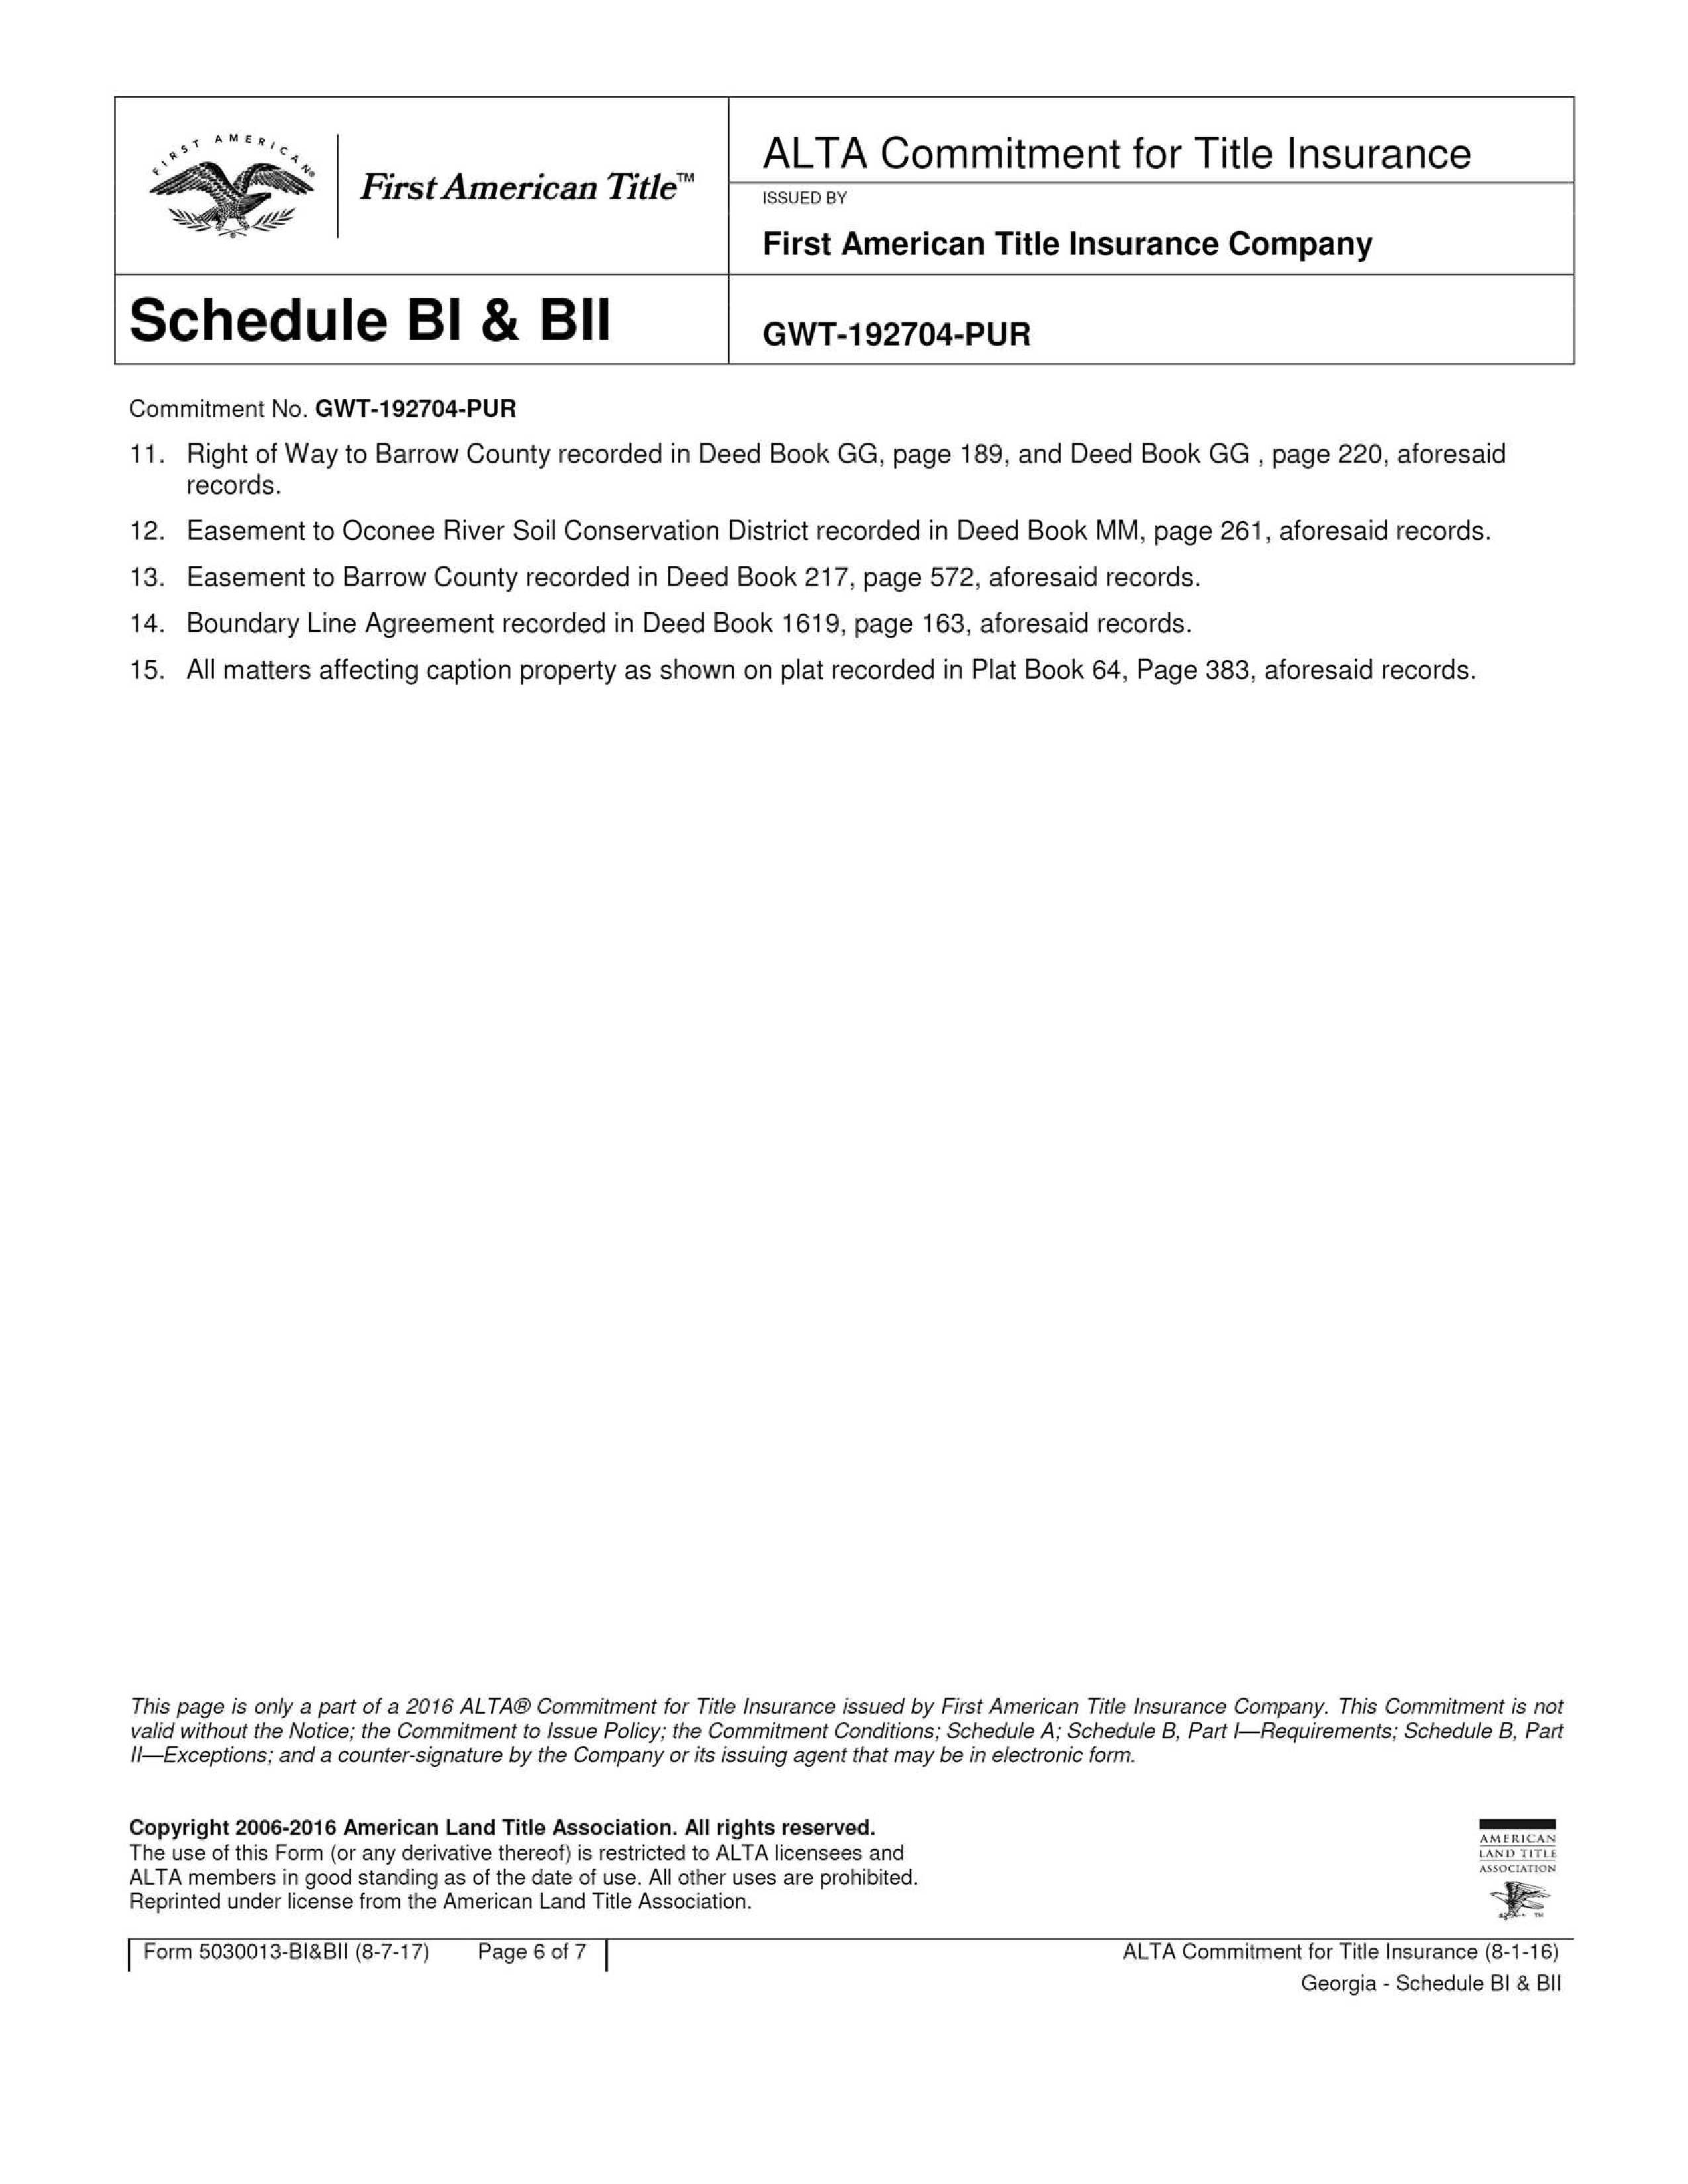 FIRST AMERICAN®
First American Title™
ALTA Commitment for Title Insurance
ISSUED BY
First American Title Insurance Company
Schedule BI & BII
GWT-192704-PUR
Commitment No. GWT-192704-PUR
11. Right of Way to Barrow County recorded in Deed Book GG, page 189, and Deed Book GG , page 220, aforesaid
records.
12. Easement to Oconee River Soil Conservation District recorded in Deed Book MM, page 261, aforesaid records.
13. Easement to Barrow County recorded in Deed Book 217, page 572, aforesaid records.
14. Boundary Line Agreement recorded in Deed Book 1619, page 163, aforesaid records.
15. All matters affecting caption property as shown on plat recorded in Plat Book 64, Page 383, aforesaid records.
This page is only a part of a 2016 ALTA® Commitment for Title Insurance issued by First American Title Insurance Company. This Commitment is not
valid without the Notice; the Commitment to Issue Policy; the Commitment Conditions; Schedule A; Schedule B, Part I—Requirements; Schedule B, Part
II—Exceptions; and a counter-signature by the Company or its issuing agent that may be in electronic form.
Copyright 2006-2016 American Land Title Association. All rights reserved.
The use of this Form (or any derivative thereof) is restricted to ALTA licensees and
ALTA members in good standing as of the date of use. All other uses are prohibited.
Reprinted under license from the American Land Title Association.
AMERICAN
LAND TITLE
ASSOCIATION
TM
Form 5030013-BI&BII (8-7-17) Page 6 of 7
ALTA Commitment for Title Insurance (8-1-16)
Georgia - Schedule BI & BII